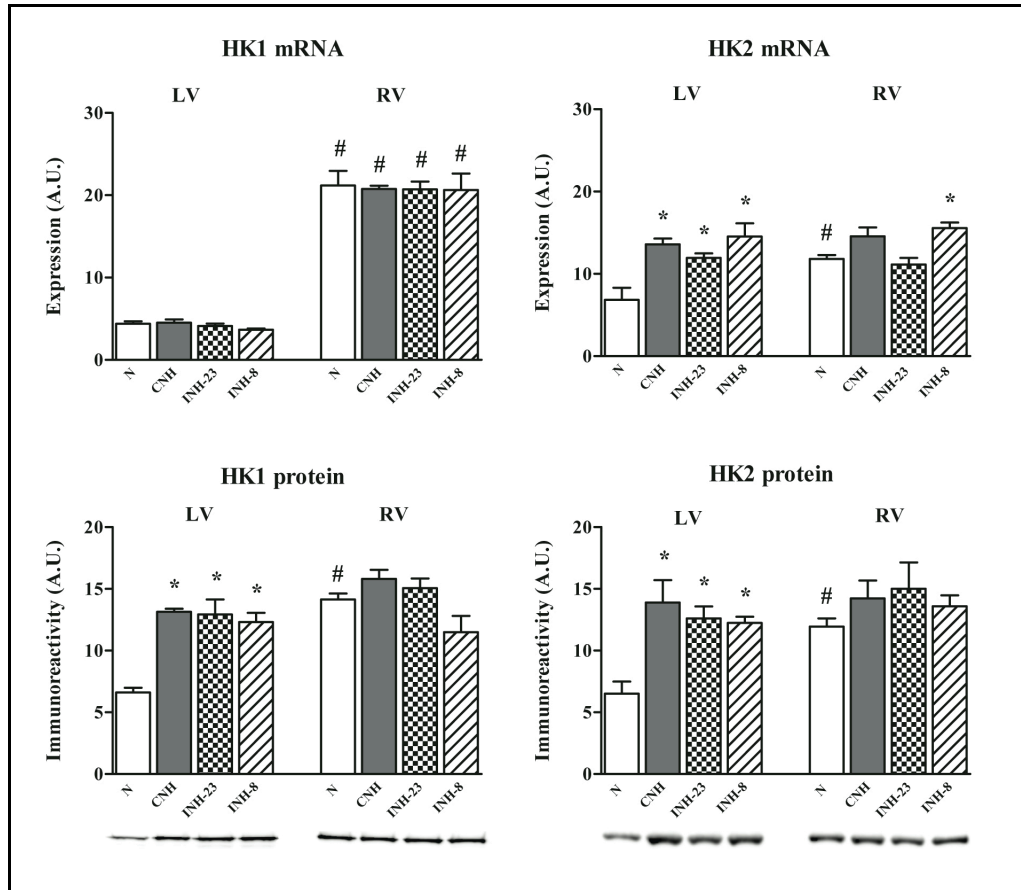 HK1 mRNA
LV RV
Expression (A.U.)
30
20
10
0
# # # #
N CNH INH-23 INH-8 N CNH INH-23 INH-8
HK2 mRNA
LV RV
Expression (A.U.)
30
20
10
0
* * * # *
N CNH INH-23 INH-8 N CNH INH-23 INH-8
HK1 protein
LV RV
Immunoreactivity (A.U.)
20
15
10
5
0
* * * #
N CNH INH-23 INH-8 N CNH INH-23 INH-8
HK2 protein
LV RV
Immunoreactivity (A.U.)
20
15
10
5
0
* * * #
N CNH INH-23 INH-8 N CNH INH-23 INH-8